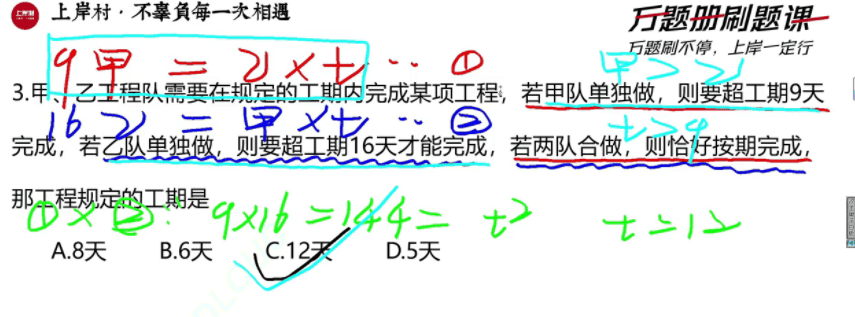 上岸村 上岸村·不辜負每一次相遇
万题册刷题课
万题刷不停,上岸一定行
9甲 = 乙×t ‥ ①
甲>乙
3.甲、乙工程队需要在规定的工期内完成某项工程,若甲队单独做,则要超工期9天
16乙 = 甲×t ‥ ②
t>9
完成,若乙队单独做,则要超工期16天才能完成,若两队合做,则恰好按期完成,
那工程规定的工期是
①×②: 9×16=144= t² t=12
A.8天 B.6天 C.12天 D.5天